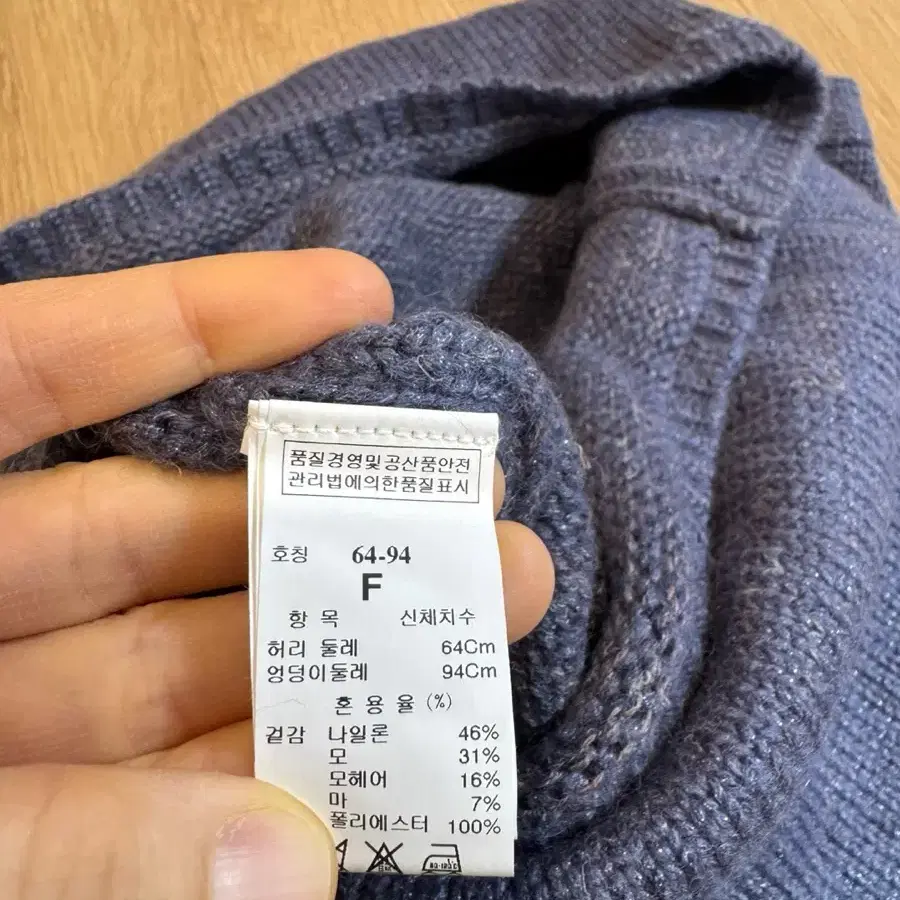 품질경영및공산품안전
관리법에의한품질표시
호칭 64-94
F
항 목 신체치수
허리 둘레 64Cm
엉덩이둘레 94Cm
혼 용 율 (%)
겉감 나일론 46%
모 31%
모헤어 16%
마 7%
폴리에스터 100%